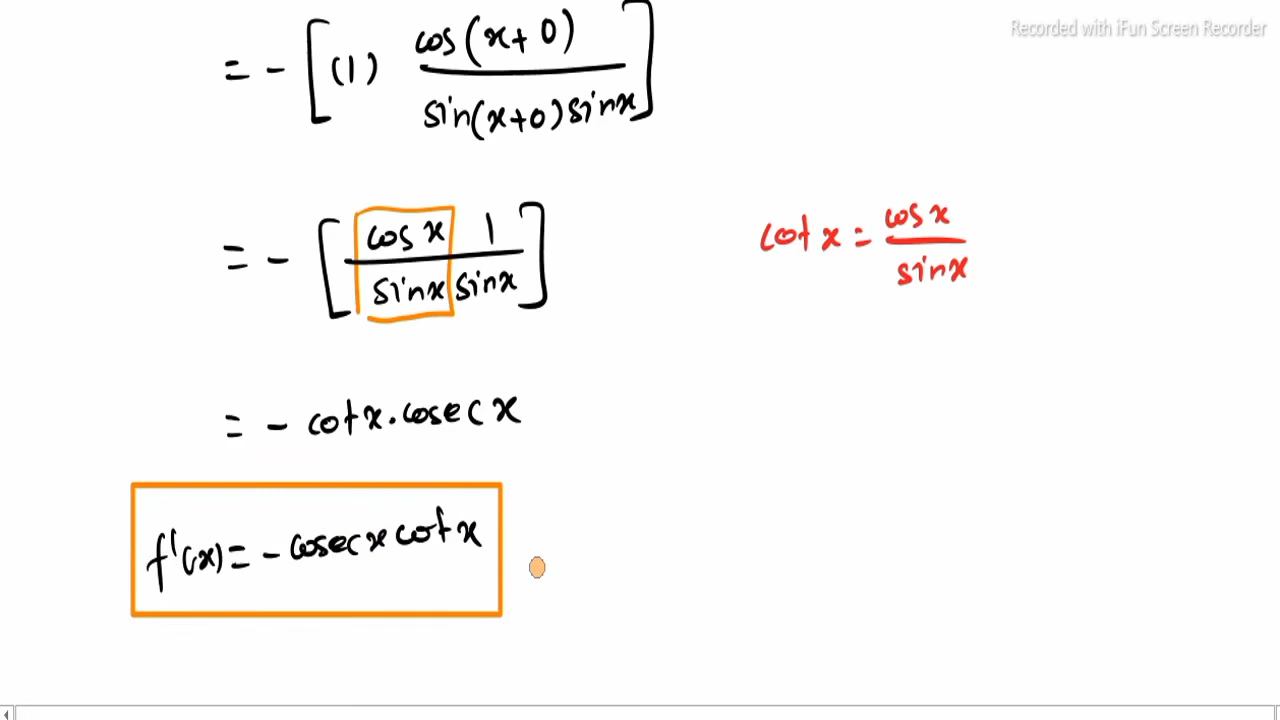 Recorded with iFun Screen Recorder
= - [(1) cos(x+0) / sin(x+0) sinx]
= - [cos x 1 / sinx sinx]
cot x = cos x / sinx
= - cotx.cosec x
f'(x) = - cosec x cot x